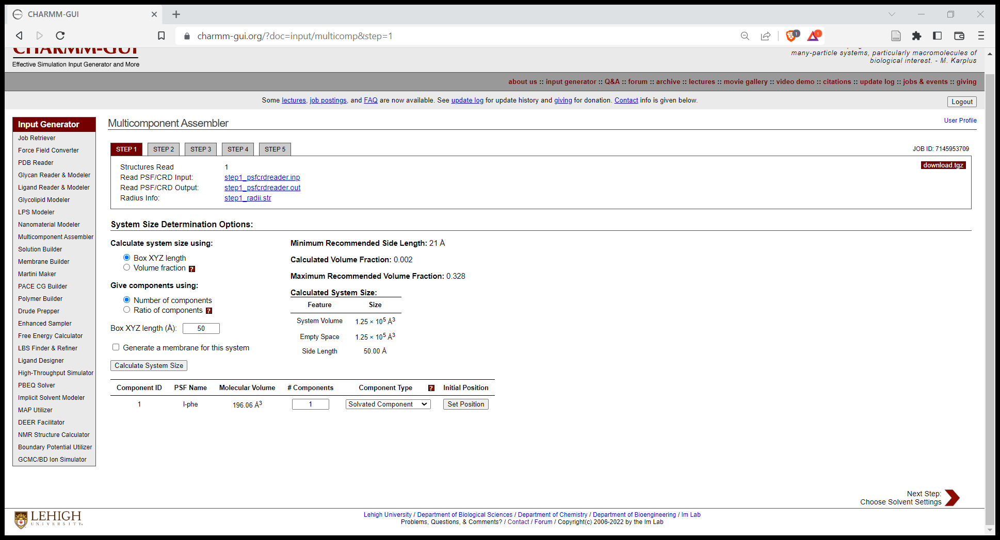 CHARMM-GUI
charmm-gui.org/?doc=input/multicomp&step=1
1
1
CHARMM-GUI
Effective Simulation Input Generator and More
many-particle systems, particularly macromolecules of
biological interest. - M. Karplus
about us :: input generator :: Q&A :: forum :: archive :: lectures :: movie gallery :: video demo :: citations :: update log :: jobs & events :: giving
Some lectures, job postings, and FAQ are now available. See update log for update history and giving for donation. Contact info is given below.
Logout
Input Generator
Job Retriever
Force Field Converter
PDB Reader
Glycan Reader & Modeler
Ligand Reader & Modeler
Glycolipid Modeler
LPS Modeler
Nanomaterial Modeler
Multicomponent Assembler
Solution Builder
Membrane Builder
Martini Maker
PACE CG Builder
Polymer Builder
Drude Prepper
Enhanced Sampler
Free Energy Calculator
LBS Finder & Refiner
Ligand Designer
High-Throughput Simulator
PBEQ Solver
Implicit Solvent Modeler
MAP Utilizer
DEER Facilitator
NMR Structure Calculator
Boundary Potential Utilizer
GCMC/BD Ion Simulator
Multicomponent Assembler
User Profile
STEP 1 STEP 2 STEP 3 STEP 4 STEP 5
JOB ID: 7145953709
download.tgz
Structures Read 1
Read PSF/CRD Input: step1_psfcrdreader.inp
Read PSF/CRD Output: step1_psfcrdreader.out
Radius Info: step1_radii.str
System Size Determination Options:
Calculate system size using:
Box XYZ length
Volume fraction ?
Give components using:
Number of components
Ratio of components ?
Box XYZ length (Å): 50
Generate a membrane for this system
Calculate System Size
Minimum Recommended Side Length: 21 Å
Calculated Volume Fraction: 0.002
Maximum Recommended Volume Fraction: 0.328
Calculated System Size:
Feature Size
System Volume 1.25 × 10⁵ Å³
Empty Space 1.25 × 10⁵ Å³
Side Length 50.00 Å
Component ID PSF Name Molecular Volume # Components Component Type ? Initial Position
1 l-phe 196.06 Å³ 1 Solvated Component Set Position
Next Step:
Choose Solvent Settings
LEHIGH
UNIVERSITY.
Lehigh University / Department of Biological Sciences / Department of Chemistry / Department of Bioengineering / Im Lab
Problems, Questions, & Comments? / Contact / Forum / Copyright(c) 2006-2022 by the Im Lab